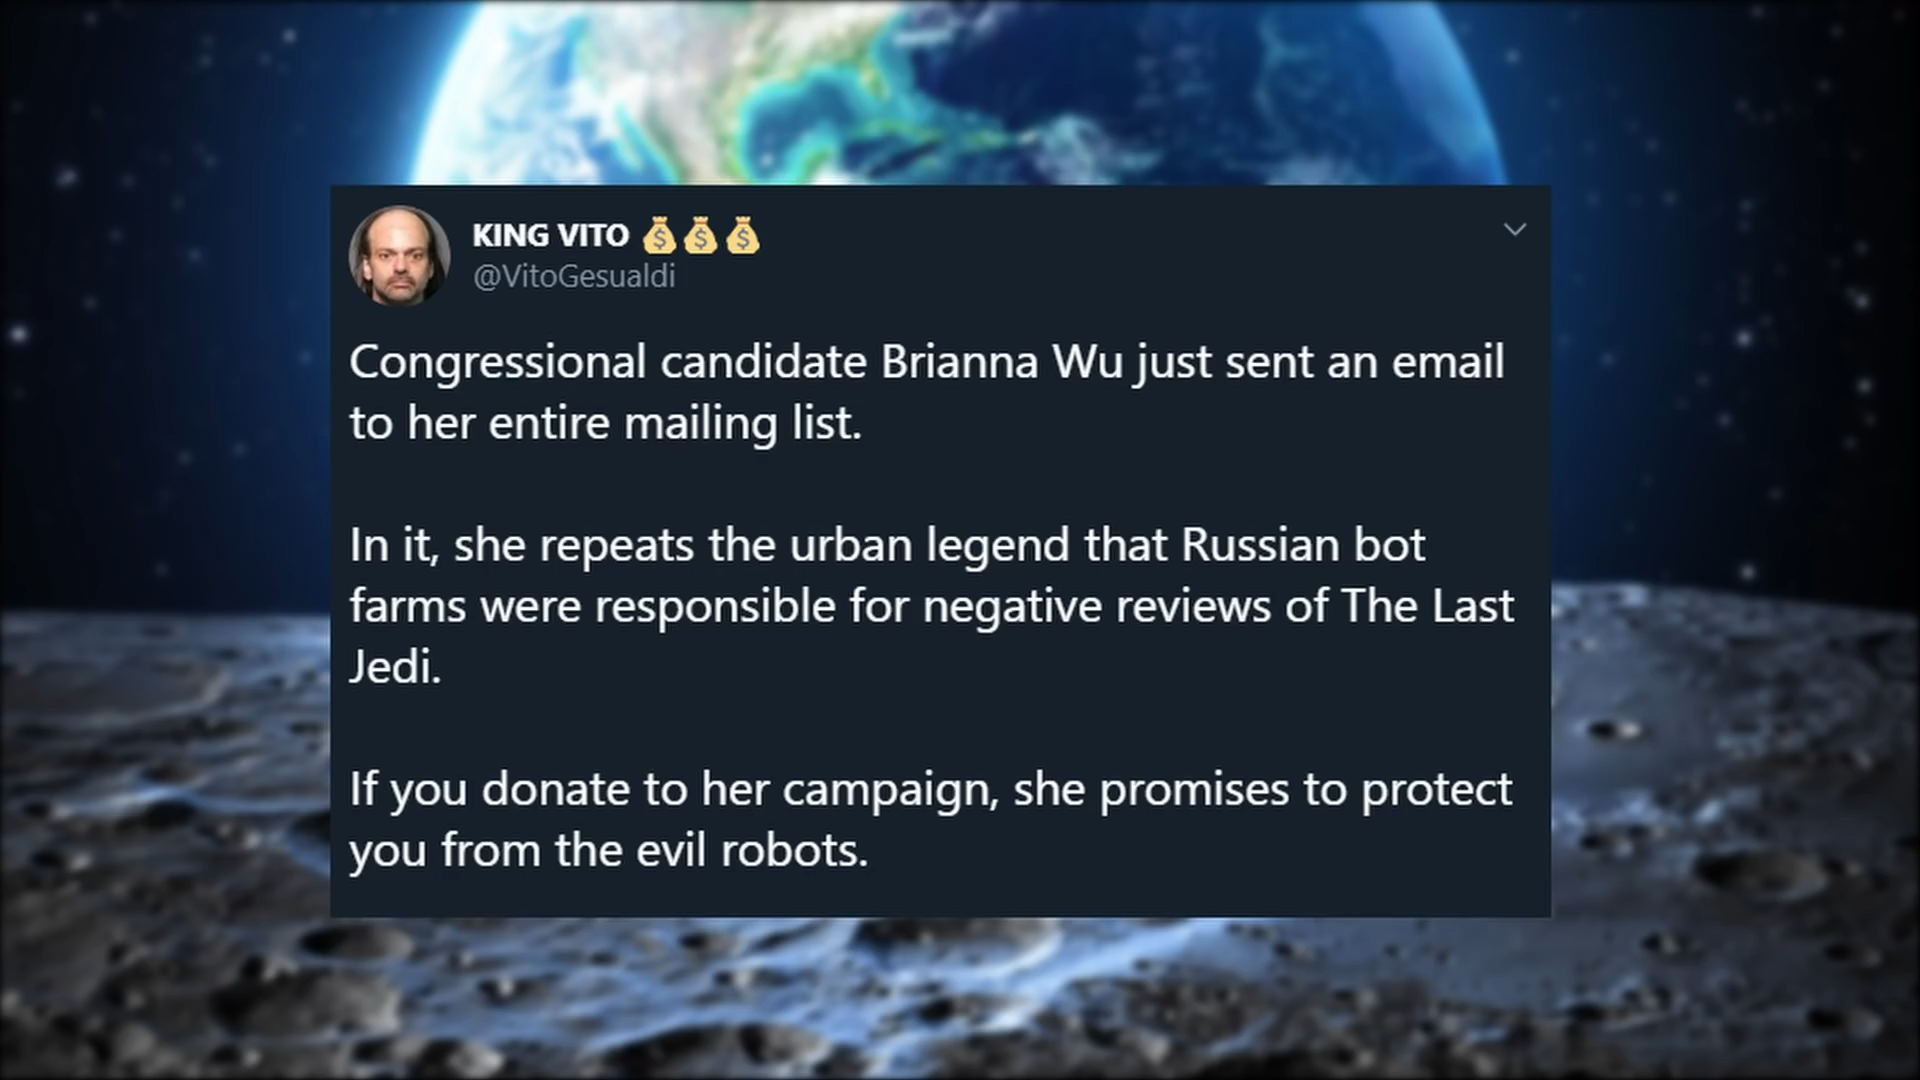 KING VITO 💰💰💰
@VitoGesualdi
Congressional candidate Brianna Wu just sent an email
to her entire mailing list.
In it, she repeats the urban legend that Russian bot
farms were responsible for negative reviews of The Last
Jedi.
If you donate to her campaign, she promises to protect
you from the evil robots.